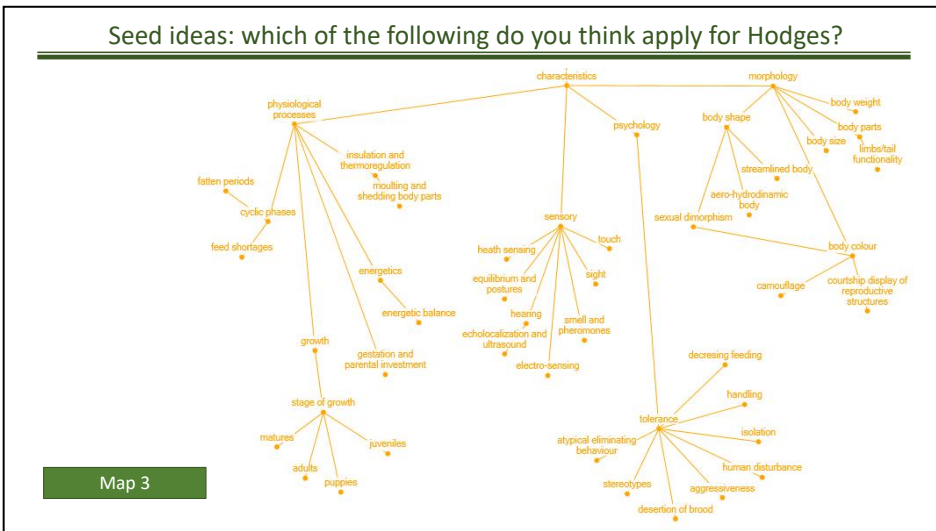 Seed ideas: which of the following do you think apply for Hodges?
characteristics
morphology
physiological
processes
psychology
body shape
body weight
body parts
body size
limbs/tail
functionality
insulation and
thermoregulation
streamlined body
fatten periods
moulting and
shedding body parts
aero-hydrodinamic
body
cyclic phases
sensory
sexual dimorphism
feed shortages
touch
heath sensing
body colour
energetics
equilibrium and
postures
sight
camouflage
courtship display of
reproductive
structures
hearing
energetic balance
smell and
pheromones
echolocalization and
ultrasound
growth
gestation and
parental investment
electro-sensing
decresing feeding
stage of growth
handling
tolerance
matures
juveniles
atypical eliminating
behaviour
isolation
adults
puppies
human disturbance
stereotypes
aggressiveness
desertion of brood
Map 3